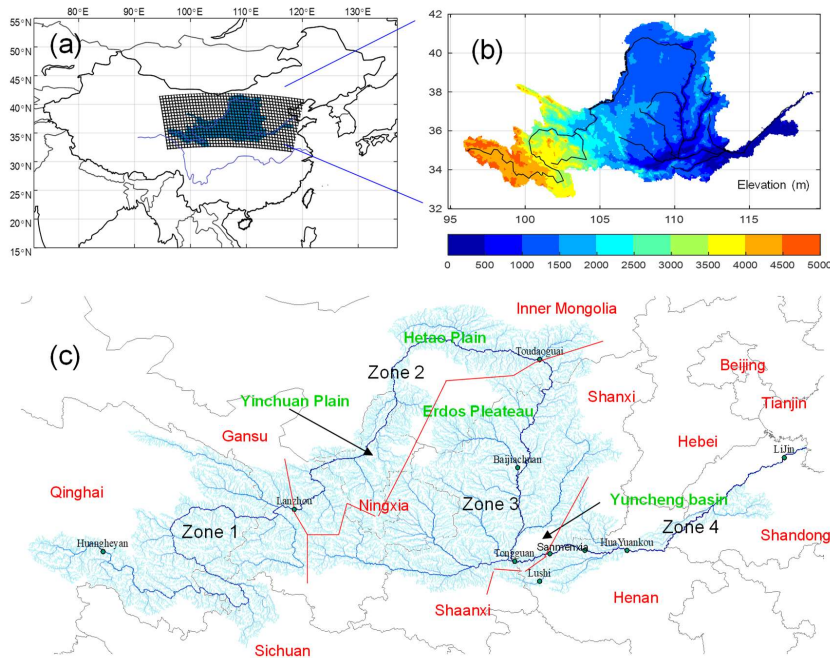 80°E 90°E 100°E 110°E 120°E 130°E
55°N
50°N
45°N
40°N
35°N
30°N
25°N
20°N
15°N
(a)
42
40
38
36
34
32
(b)
Elevation (m)
95 100 105 110 115
0 500 1000 1500 2000 2500 3000 3500 4000 4500 5000
(c)
Inner Mongolia
Hetao Plain
Toudaoguai
Beijing
Zone 2
Shanxi
Yinchuan Plain
Erdos Pleateau
Tianjin
Gansu
Hebei
LiJin
Baijiachuan
Qinghai
Lanzhou
Ningxia
Zone 3
Yuncheng basin
Zone 1
Zone 4
Shandong
Huangheyan
Tongguan
Sanmenxia
HuaYuankou
Lushi
Shaanxi
Henan
Sichuan